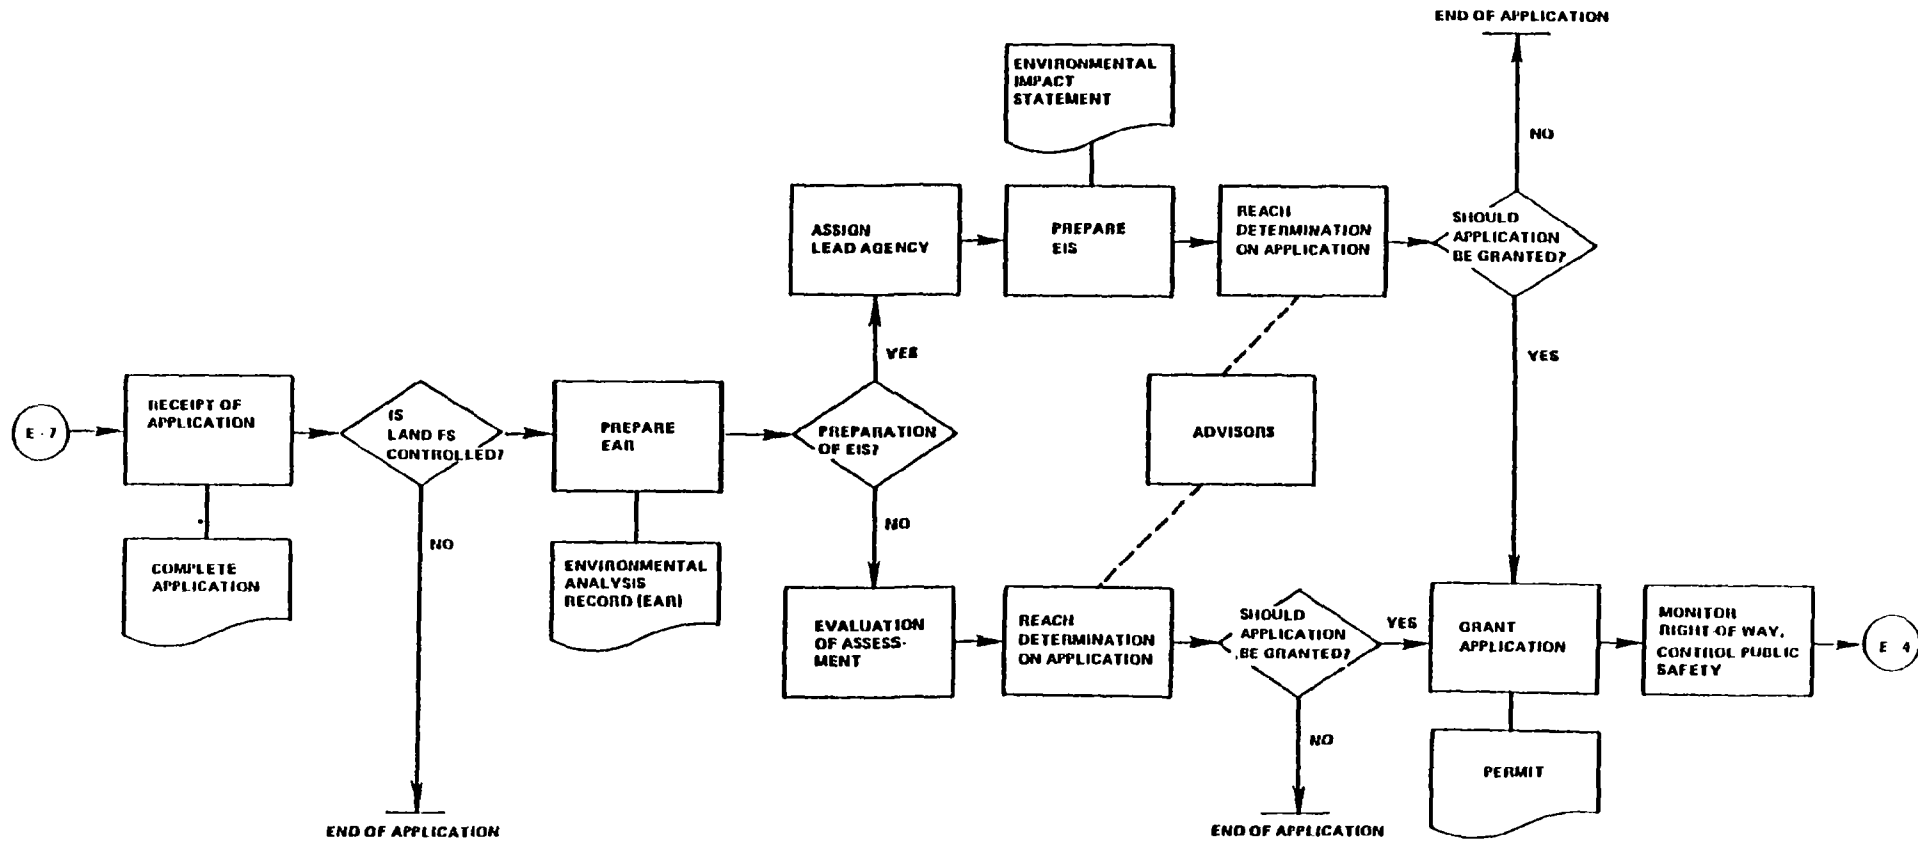 END OF APPLICATION
ENVIRONMENTAL
IMPACT
STATEMENT
NO
ASSIGN
LEAD AGENCY
PREPARE
EIS
REACH
DETERMINATION
ON APPLICATION
SHOULD
APPLICATION
BE GRANTED?
YES
YES
E-7
RECEIPT OF
APPLICATION
IS
LAND FS
CONTROLLED?
PREPARE
EAR
PREPARATION
OF EIS?
ADVISORS
NO
NO
COMPLETE
APPLICATION
ENVIRONMENTAL
ANALYSIS
RECORD (EAR)
EVALUATION
OF ASSESS-
MENT
REACH
DETERMINATION
ON APPLICATION
SHOULD
APPLICATION
BE GRANTED?
YES
GRANT
APPLICATION
MONITOR
RIGHT-OF WAY,
CONTROL PUBLIC
SAFETY
E 4
NO
PERMIT
END OF APPLICATION
END OF APPLICATION